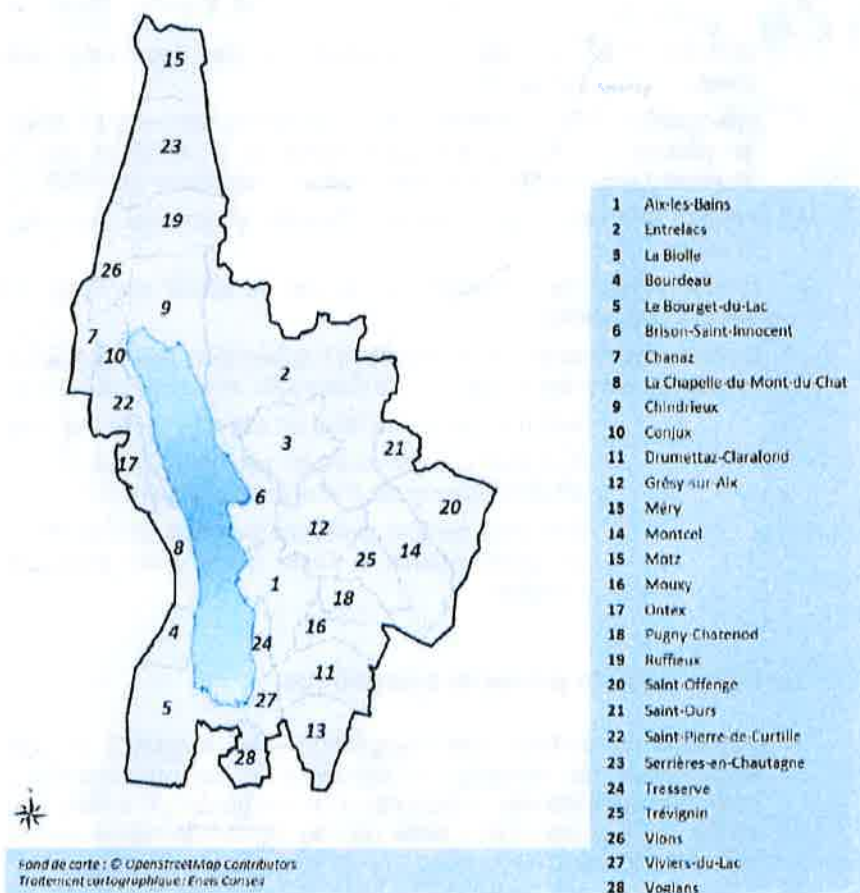 15
23
19
26
9
7
10
2
22
3
21
17
6
20
12
8
14
25
1
18
4
16
24
11
5
27
13
28
1 Aix-les-Bains
2 Entrelacs
3 La Biolle
4 Bourdeau
5 Le Bourget-du-Lac
6 Brison-Saint-Innocent
7 Chanaz
8 La Chapelle-du-Mont-du-Chat
9 Chindrieux
10 Conjux
11 Drumettaz-Clarafond
12 Grésy-sur-Aix
13 Méry
14 Montcel
15 Motz
16 Mouxy
17 Ontex
18 Pugny-Chatenod
19 Ruffieux
20 Saint-Offenge
21 Saint-Ours
22 Saint-Pierre-de-Curtille
23 Serrières-en-Chautagne
24 Tresserve
25 Trévignin
26 Vions
27 Viviers-du-Lac
28 Voglans
Fond de carte : © OpenStreetMap Contributors
Traitement cartographique : Eneis Conseil